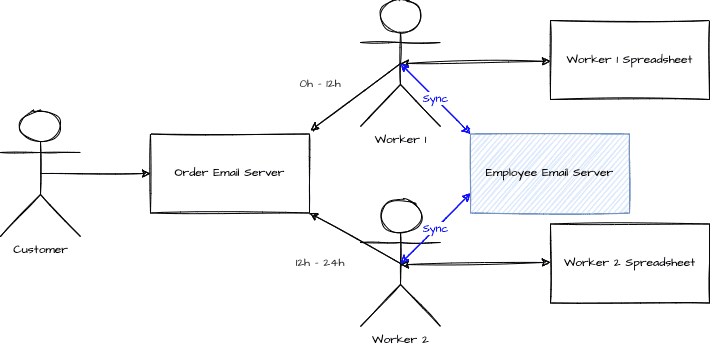 Worker 1 Spreadsheet
0h - 12h
Sync
Worker 1
Order Email Server
Employee Email Server
Customer
Sync
12h - 24h
Worker 2 Spreadsheet
Worker 2